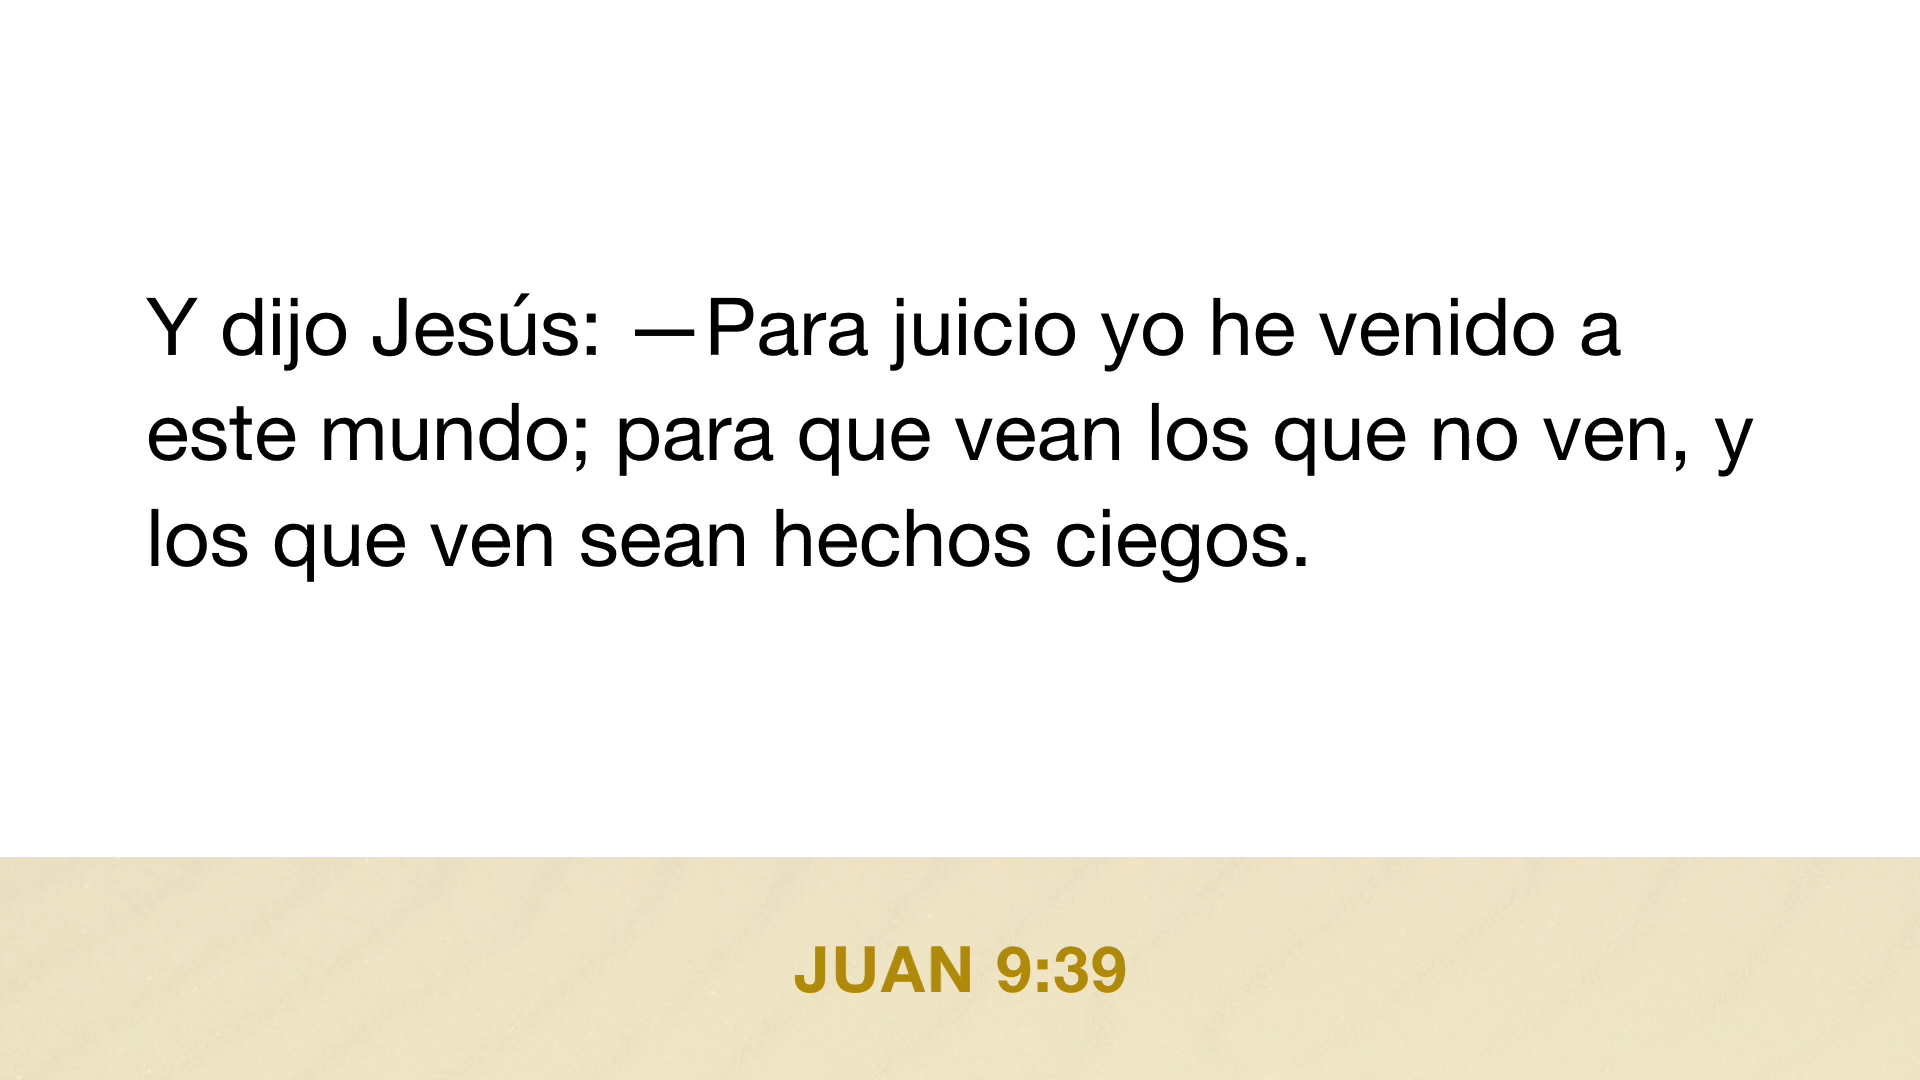 Y dijo Jesús: —Para juicio yo he venido a
este mundo; para que vean los que no ven, y
los que ven sean hechos ciegos.
JUAN 9:39